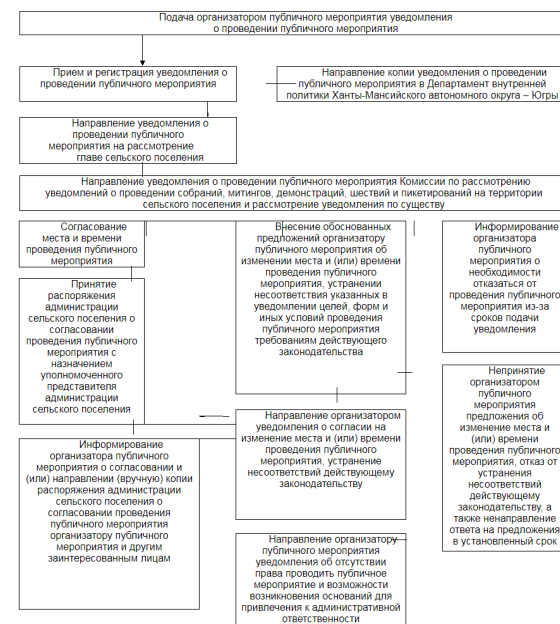 Подача организатором публичного мероприятия уведомления
о проведении публичного мероприятия
Прием и регистрация уведомления о
проведении публичного мероприятия
Направление копии уведомления о проведении
публичного мероприятия в Департамент внутренней
политики Ханты-Мансийского автономного округа – Югры
Направление уведомления о
проведении публичного
мероприятия на рассмотрение
главе сельского поселения
Направление уведомления о проведении публичного мероприятия Комиссии по рассмотрению
уведомлений о проведении собраний, митингов, демонстраций, шествий и пикетирований на территории
сельского поселения и рассмотрение уведомления по существу
Согласование
места и времени
проведения публичного
мероприятия
Внесение обоснованных
предложений организатору
публичного мероприятия об
изменении места и (или) времени
проведения публичного
мероприятия, устранении
несоответствия указанных в
уведомлении целей, форм и
иных условий проведения
публичного мероприятия
требованиям действующего
законодательства
Информирование
организатора
публичного
мероприятия о
необходимости
отказаться от
проведения публичного
мероприятия из-за
сроков подачи
уведомления
Принятие
распоряжения
администрации
сельского поселения о
согласовании
проведения публичного
мероприятия с
назначением
уполномоченного
представителя
администрации
сельского поселения
Непринятие
организатором
публичного
мероприятия
предложения об
изменение места и
(или) времени
проведения публичного
мероприятия, отказ от
устранения
несоответствий
действующему
законодательству, а
также ненаправление
ответа на предложения
в установленный срок
Направление организатором
уведомления о согласии на
изменение места и (или) времени
проведения публичного
мероприятия, устранение
несоответствий действующему
законодательству
Информирование
организатора публичного
мероприятия о согласовании и
(или) направлении (вручную) копии
распоряжения администрации
сельского поселения о
согласовании проведения
публичного мероприятия
организатору публичного
мероприятия и другим
заинтересованным лицам
Направление организатору
публичного мероприятия
уведомления об отсутствии
права проводить публичное
мероприятие и возможности
возникновения оснований для
привлечения к административной
ответственности